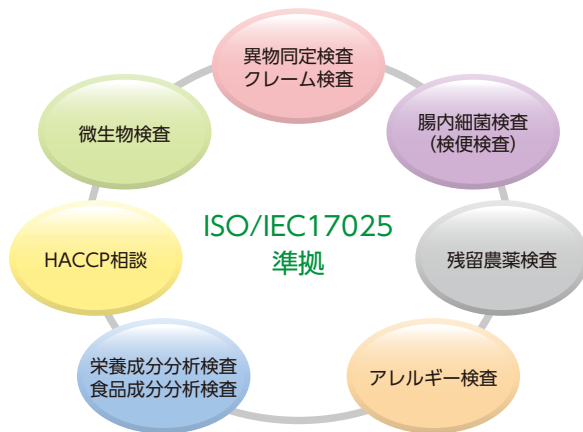 異物同定検査
クレーム検査
腸内細菌検査
(検便検査)
微生物検査
ISO/IEC17025
準拠
HACCP相談
残留農薬検査
栄養成分分析検査
食品成分分析検査
アレルギー検査